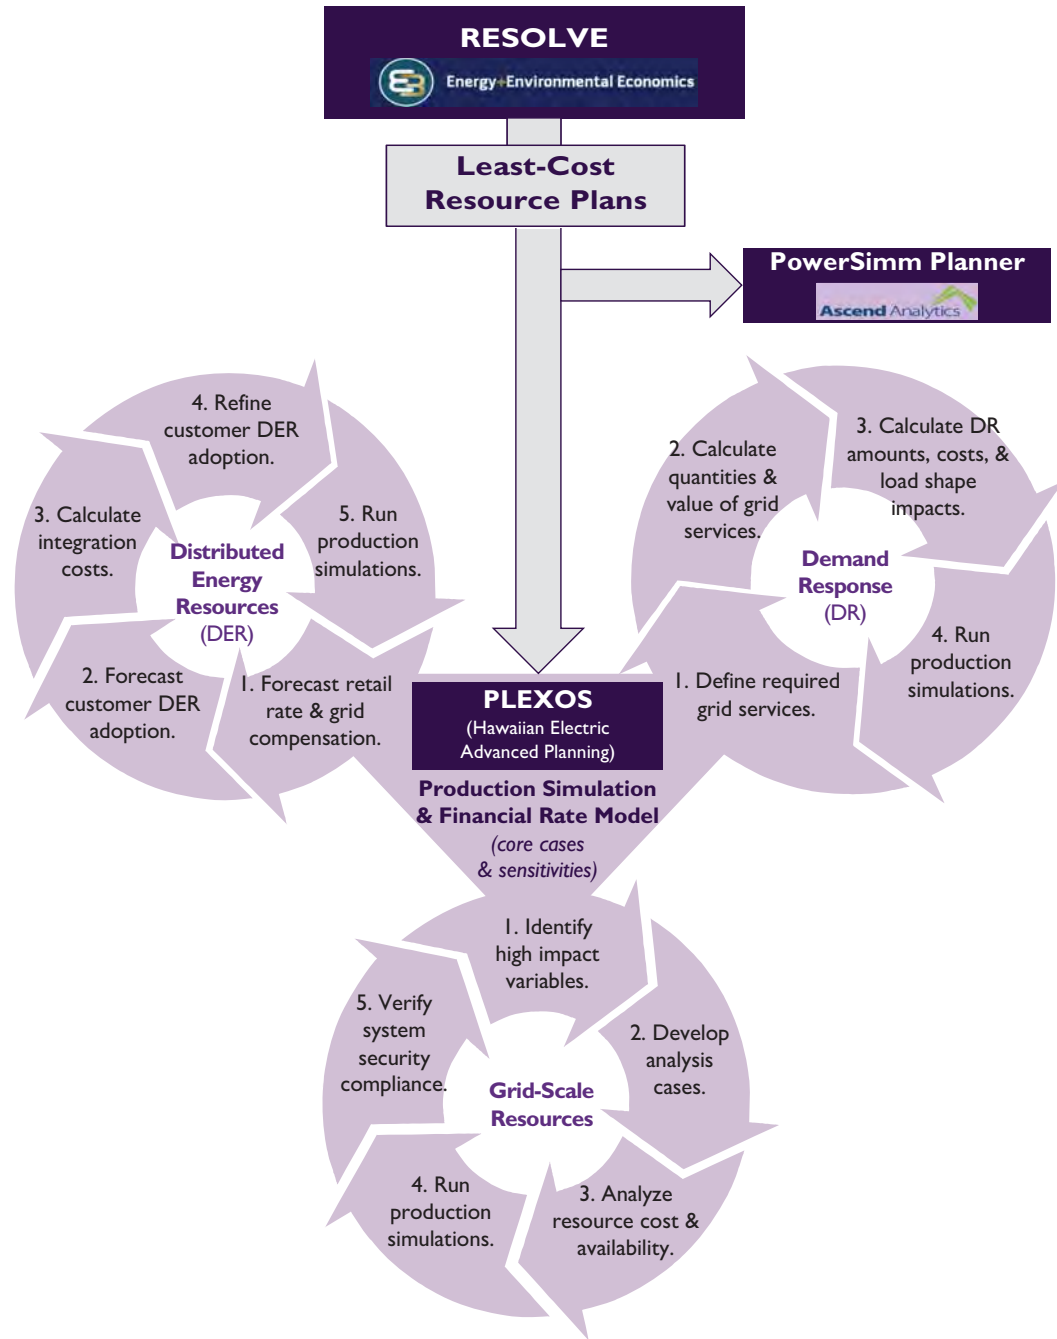 RESOLVE
Energy+Environmental Economics
Least-Cost
Resource Plans
PowerSimm Planner
Ascend Analytics
4. Refine
customer DER
adoption.
3. Calculate
integration
costs.
5. Run
production
simulations.
Distributed
Energy
Resources
(DER)
2. Forecast
customer DER
adoption.
1. Forecast retail
rate & grid
compensation.
2. Calculate
quantities &
value of grid
services.
3. Calculate DR
amounts, costs, &
load shape
impacts.
Demand
Response
(DR)
4. Run
production
simulations.
1. Define required
grid services.
PLEXOS
(Hawaiian Electric
Advanced Planning)
Production Simulation
& Financial Rate Model
(core cases
& sensitivities)
1. Identify
high impact
variables.
5. Verify
system
security
compliance.
2. Develop
analysis
cases.
Grid-Scale
Resources
4. Run
production
simulations.
3. Analyze
resource cost &
availability.